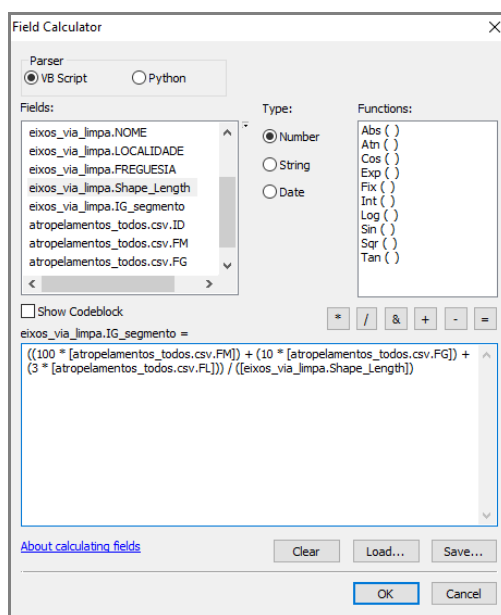 Field Calculator
Parser
VB Script Python
Fields: Type: Functions:
eixos_via_limpa.NOME
eixos_via_limpa.LOCALIDADE
eixos_via_limpa.FREGUESIA
eixos_via_limpa.Shape_Length
eixos_via_limpa.IG_segmento
atropelamentos_todos.csv.ID
atropelamentos_todos.csv.FM
atropelamentos_todos.csv.FG
Number
String
Date
Abs ( )
Atn ( )
Cos ( )
Exp ( )
Fix ( )
Int ( )
Log ( )
Sin ( )
Sqr ( )
Tan ( )
Show Codeblock
* / & + - =
eixos_via_limpa.IG_segmento =
((100 * [atropelamentos_todos.csv.FM]) + (10 * [atropelamentos_todos.csv.FG]) +
(3 * [atropelamentos_todos.csv.FL])) / ([eixos_via_limpa.Shape_Length])
About calculating fields
Clear Load... Save...
OK Cancel